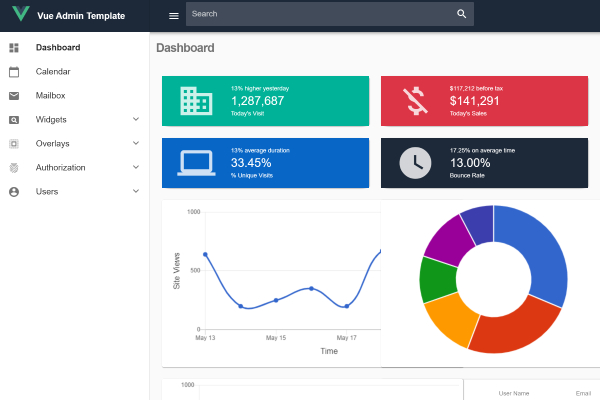 Vue Admin Template
Search
Dashboard
Calendar
Mailbox
Widgets
Overlays
Authorization
Users
Dashboard
13% higher yesterday
1,287,687
Today's Visit
$117,212 before tax
$141,291
Today's Sales
13% average duration
33.45%
% Unique Visits
17.25% on average time
13.00%
Bounce Rate
1000
500
0
Site Views
May 13
May 15
May 17
Time
1000
User Name
Email